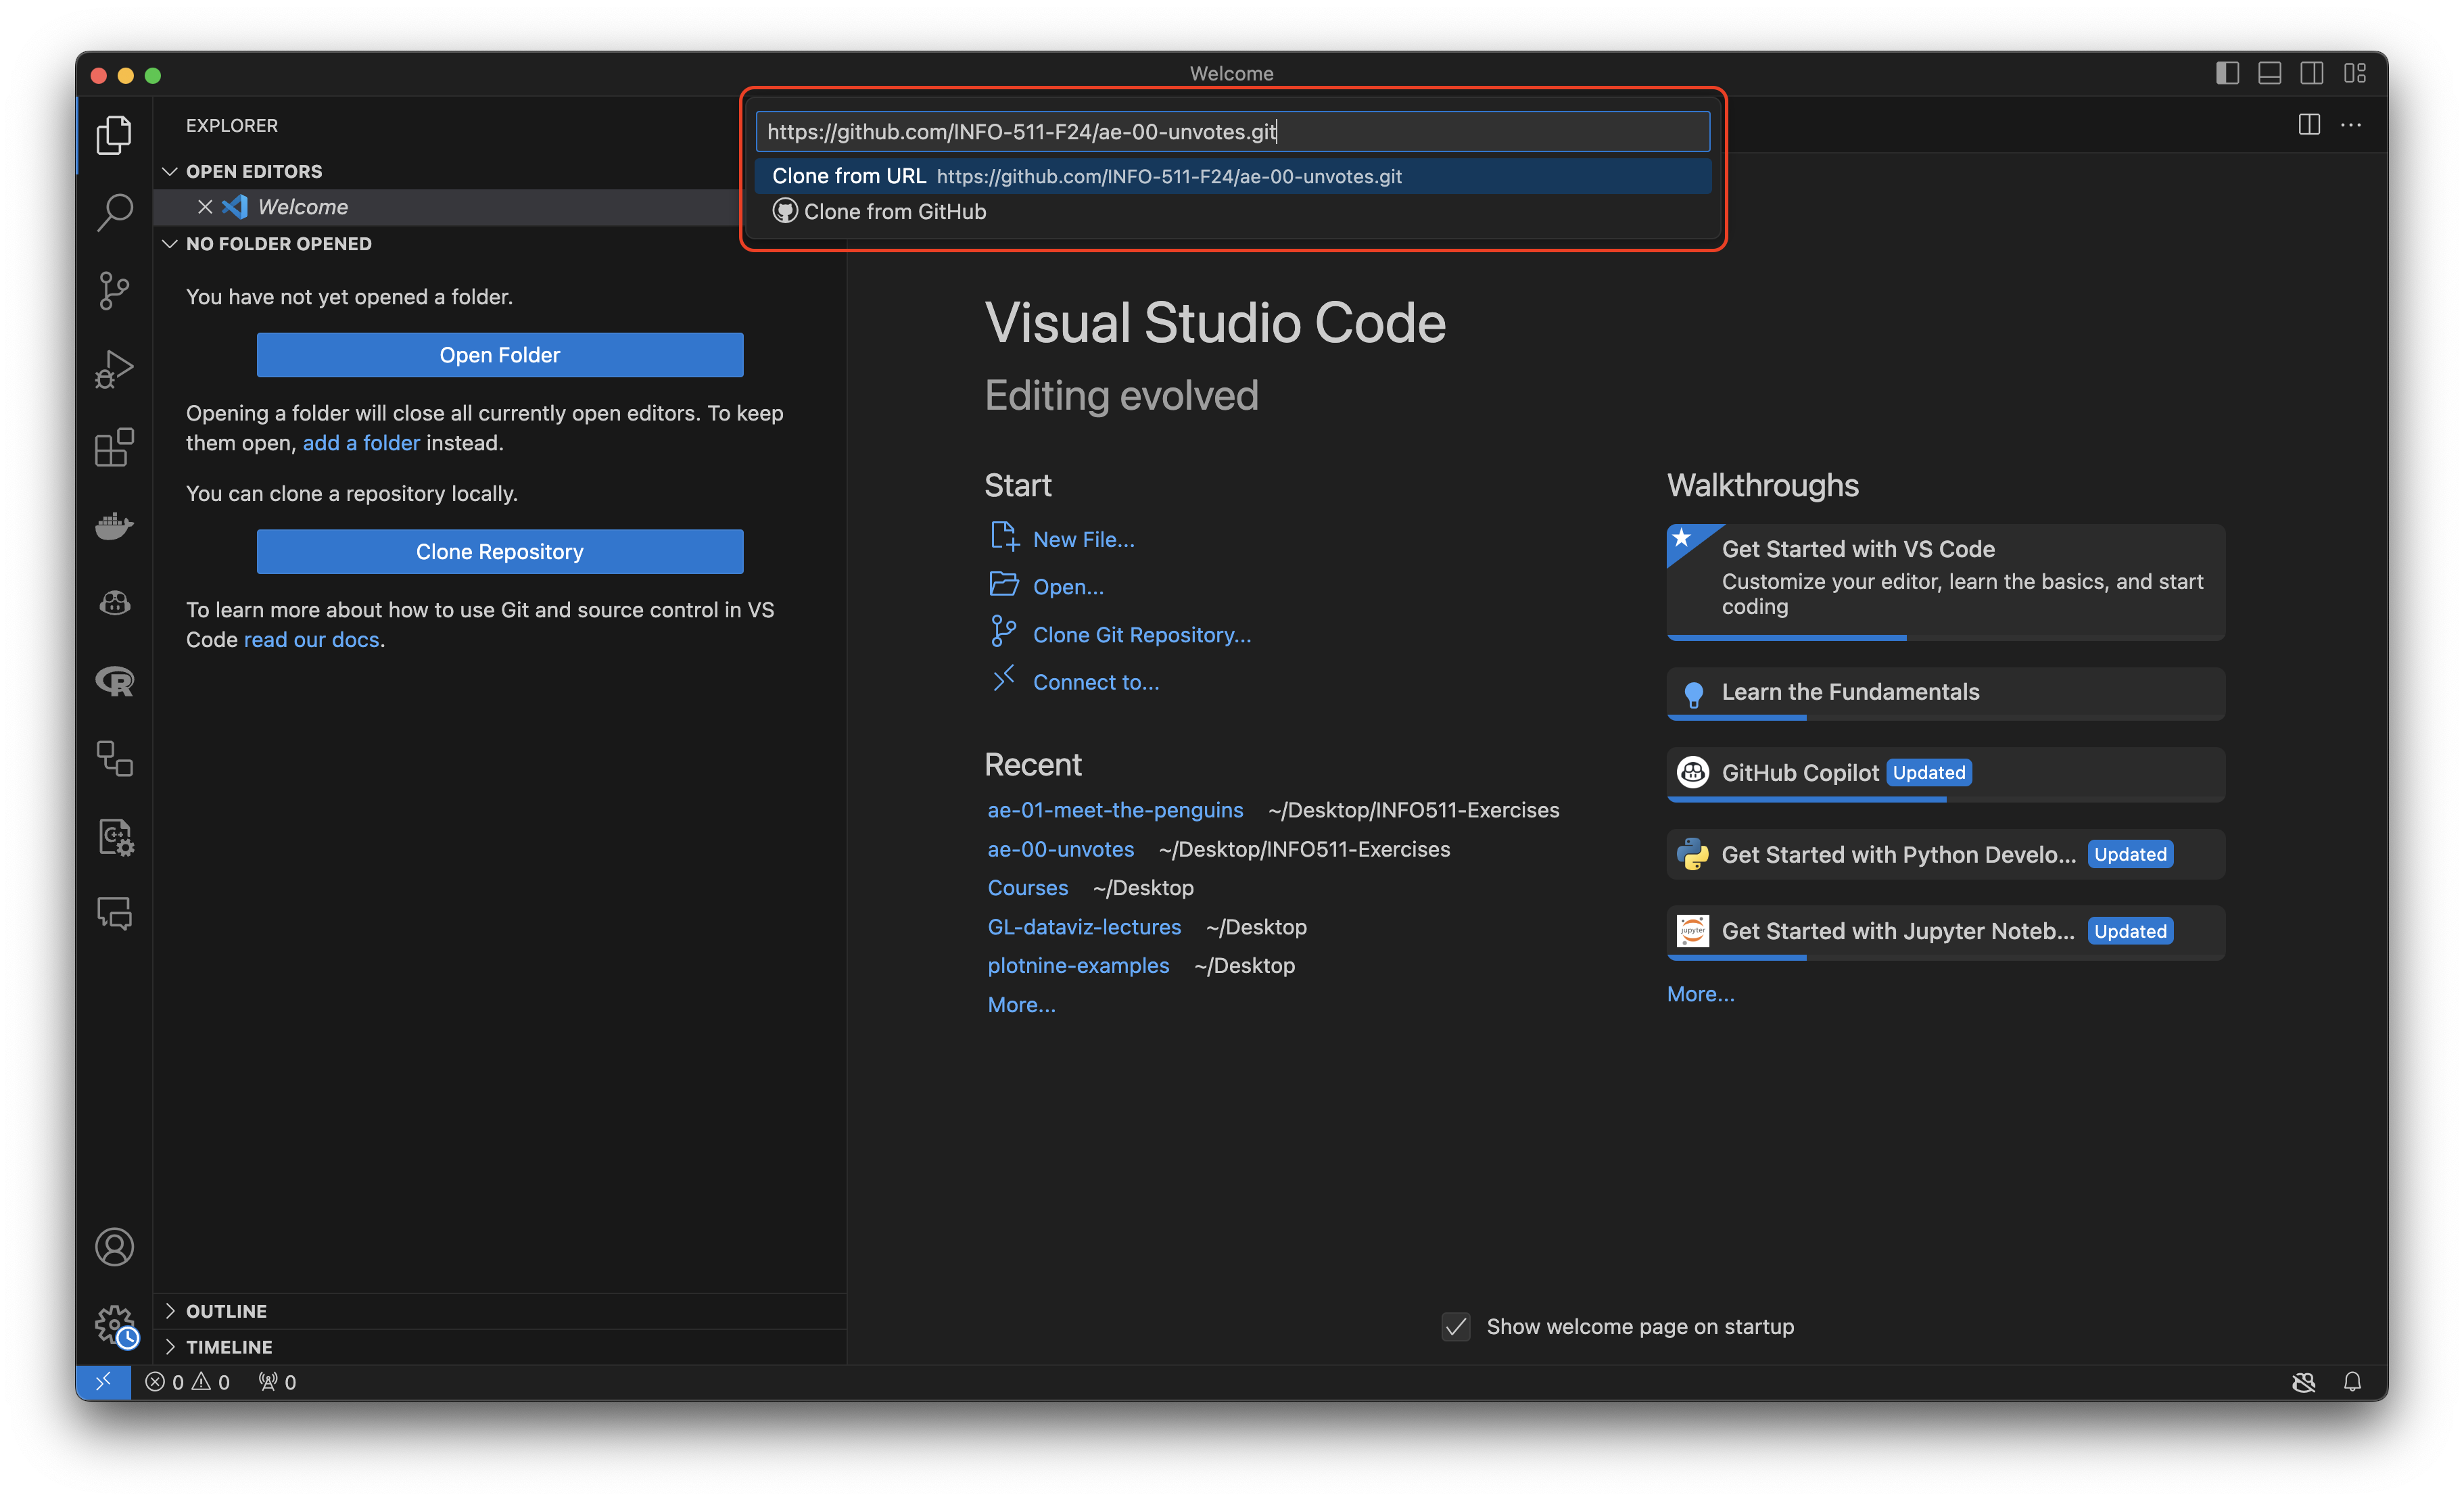 Welcome
EXPLORER
OPEN EDITORS
Welcome
NO FOLDER OPENED
You have not yet opened a folder.
Open Folder
Opening a folder will close all currently open editors. To keep
them open, add a folder instead.
You can clone a repository locally.
Clone Repository
To learn more about how to use Git and source control in VS
Code read our docs.
OUTLINE
TIMELINE
https://github.com/INFO-511-F24/ae-00-unvotes.git
Clone from URL https://github.com/INFO-511-F24/ae-00-unvotes.git
Clone from GitHub
Visual Studio Code
Editing evolved
Start
New File...
Open...
Clone Git Repository...
Connect to...
Recent
ae-01-meet-the-penguins ~/Desktop/INFO511-Exercises
ae-00-unvotes ~/Desktop/INFO511-Exercises
Courses ~/Desktop
GL-dataviz-lectures ~/Desktop
plotnine-examples ~/Desktop
More...
Walkthroughs
Get Started with VS Code
Customize your editor, learn the basics, and start
coding
Learn the Fundamentals
GitHub Copilot Updated
Get Started with Python Develo... Updated
jupyter
Get Started with Jupyter Noteb... Updated
More...
Show welcome page on startup
0 0 0